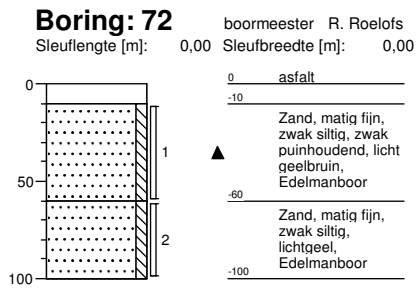 Boring: 72 boormeester R. Roelofs
Sleuflengte [m]: 0,00 Sleufbreedte [m]: 0,00
0 0 asfalt
-10
Zand, matig fijn,
zwak siltig, zwak
puinhoudend, licht
geelbruin,
Edelmanboor
1
50
-60
Zand, matig fijn,
zwak siltig,
lichtgeel,
Edelmanboor
2
100 -100